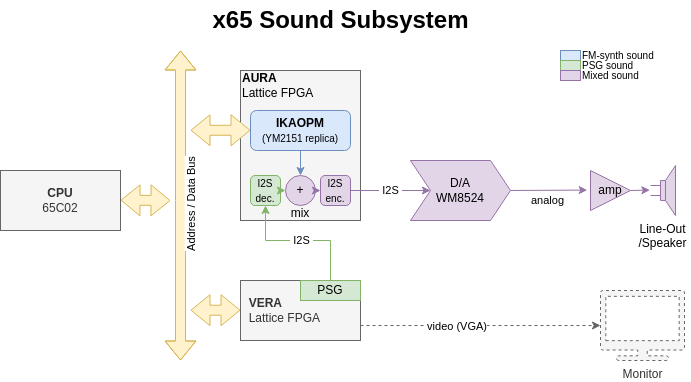 x65 Sound Subsystem
FM-synth sound
PSG sound
Mixed sound
AURA
Lattice FPGA
IKAOPM
(YM2151 replica)
CPU
65C02
Address / Data Bus
I2S
dec.
+
mix
I2S
enc.
I2S
D/A
WM8524
analog
amp
Line-Out
/Speaker
I2S
PSG
VERA
Lattice FPGA
video (VGA)
Monitor